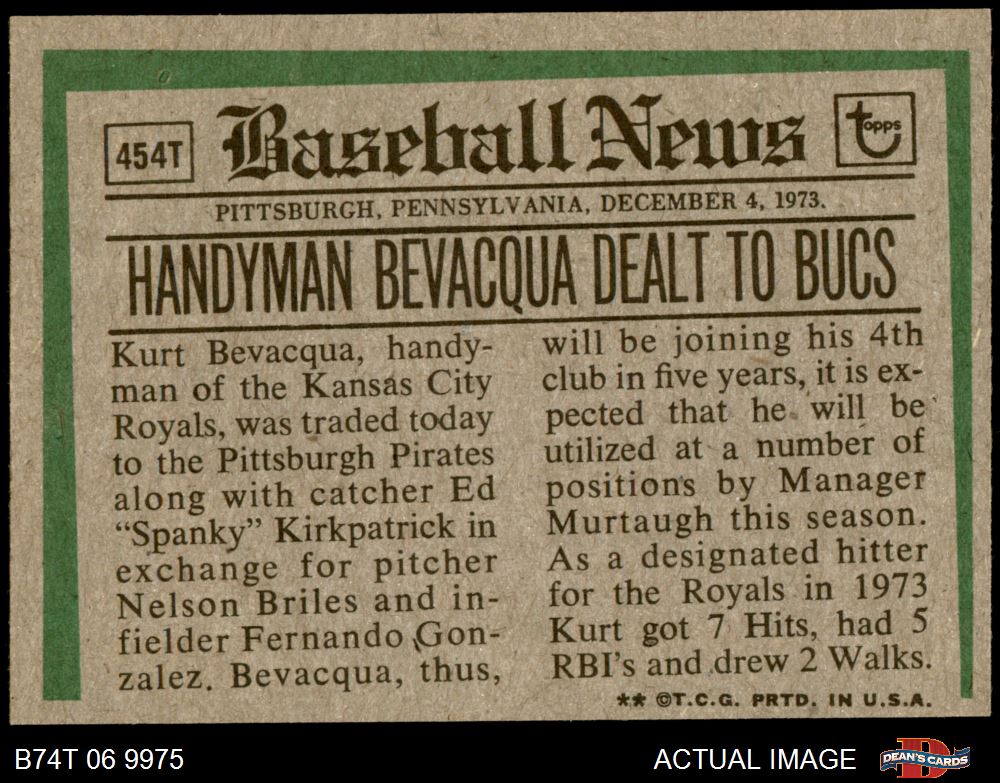 454T
Baseball News
topps
PITTSBURGH, PENNSYLVANIA, DECEMBER 4, 1973.
HANDYMAN BEVACQUA DEALT TO BUCS
Kurt Bevacqua, handy-
man of the Kansas City
Royals, was traded today
to the Pittsburgh Pirates
along with catcher Ed
“Spanky” Kirkpatrick in
exchange for pitcher
Nelson Briles and in-
fielder Fernando Gon-
zalez. Bevacqua, thus,
will be joining his 4th
club in five years, it is ex-
pected that he will be
utilized at a number of
positions by Manager
Murtaugh this season.
As a designated hitter
for the Royals in 1973
Kurt got 7 Hits, had 5
RBI's and drew 2 Walks.
** ©T.C.G. PRTD. IN U.S.A.
B74T 06 9975
ACTUAL IMAGE
DEAN'S CARDS